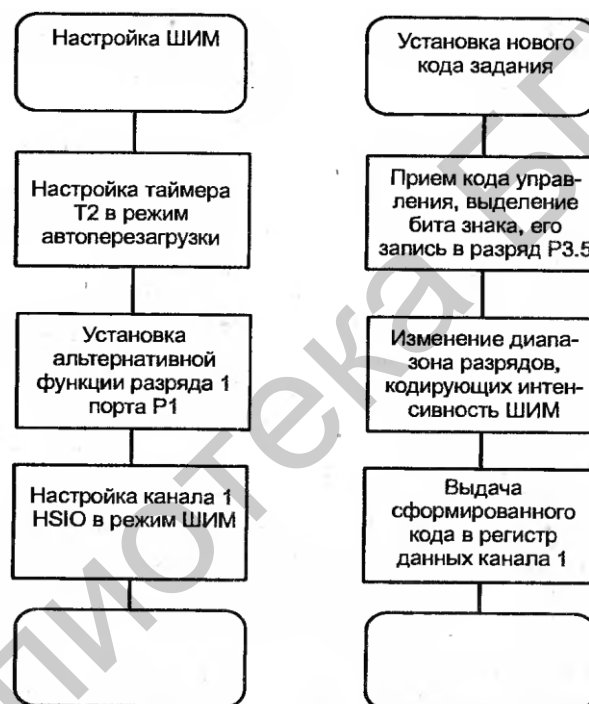 Настройка ШИМ
Настройка таймера
Т2 в режим
автоперезагрузки
Установка
альтернативной
функции разряда 1
порта Р1
Настройка канала 1
HSIO в режим ШИМ
Установка нового
кода задания
Прием кода управ-
ления, выделение
бита знака, его
запись в разряд Р3.5
Изменение диапа-
зона разрядов,
кодирующих интен-
сивность ШИМ
Выдача
сформированного
кода в регистр
данных канала 1